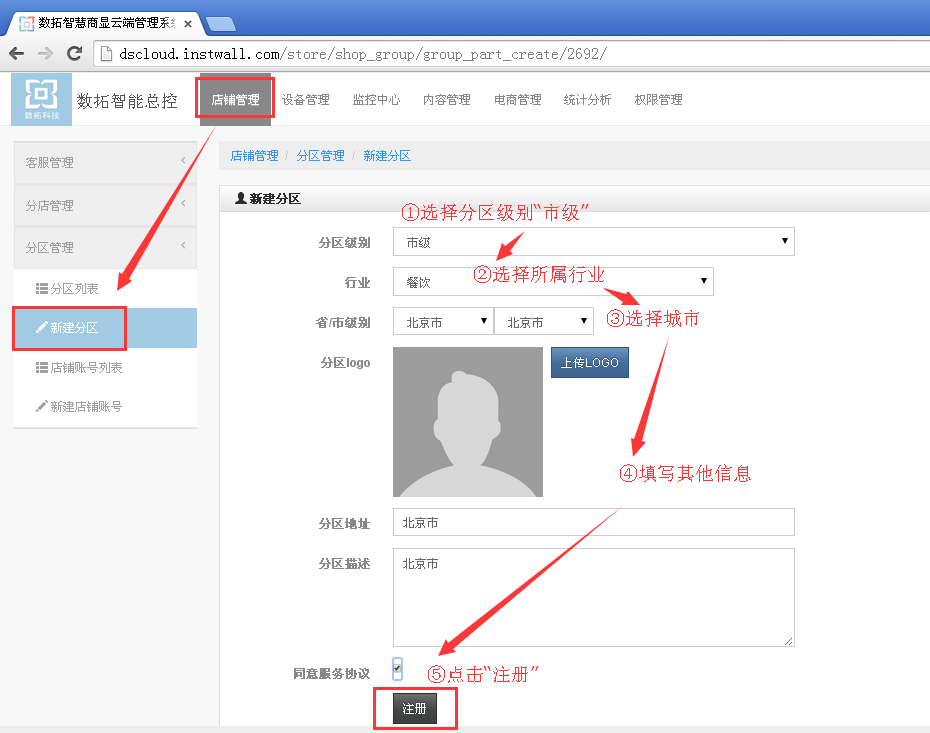 数拓智慧商显云端管理系统
dscloud.instwall.com/store/shop_group/group_part_create/2692/
数拓科技
数拓智能总控
店铺管理 设备管理 监控中心 内容管理 电商管理 统计分析 权限管理
客服管理
分店管理
分区管理
分区列表
新建分区
店铺账号列表
新建店铺账号
店铺管理 / 分区管理 / 新建分区
新建分区
①选择分区级别“市级”
分区级别 市级
行业 餐饮
②选择所属行业
省/市级别 北京市 北京市
③选择城市
分区logo
上传LOGO
④填写其他信息
分区地址 北京市
分区描述 北京市
同意服务协议
⑤点击“注册”
注册